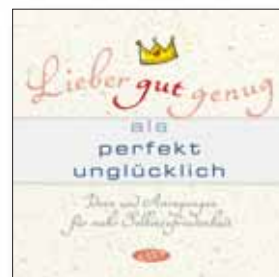 Lieber gut genug
als
perfekt
unglücklich
Ideen und Anregungen
für mehr Selbstzufriedenheit